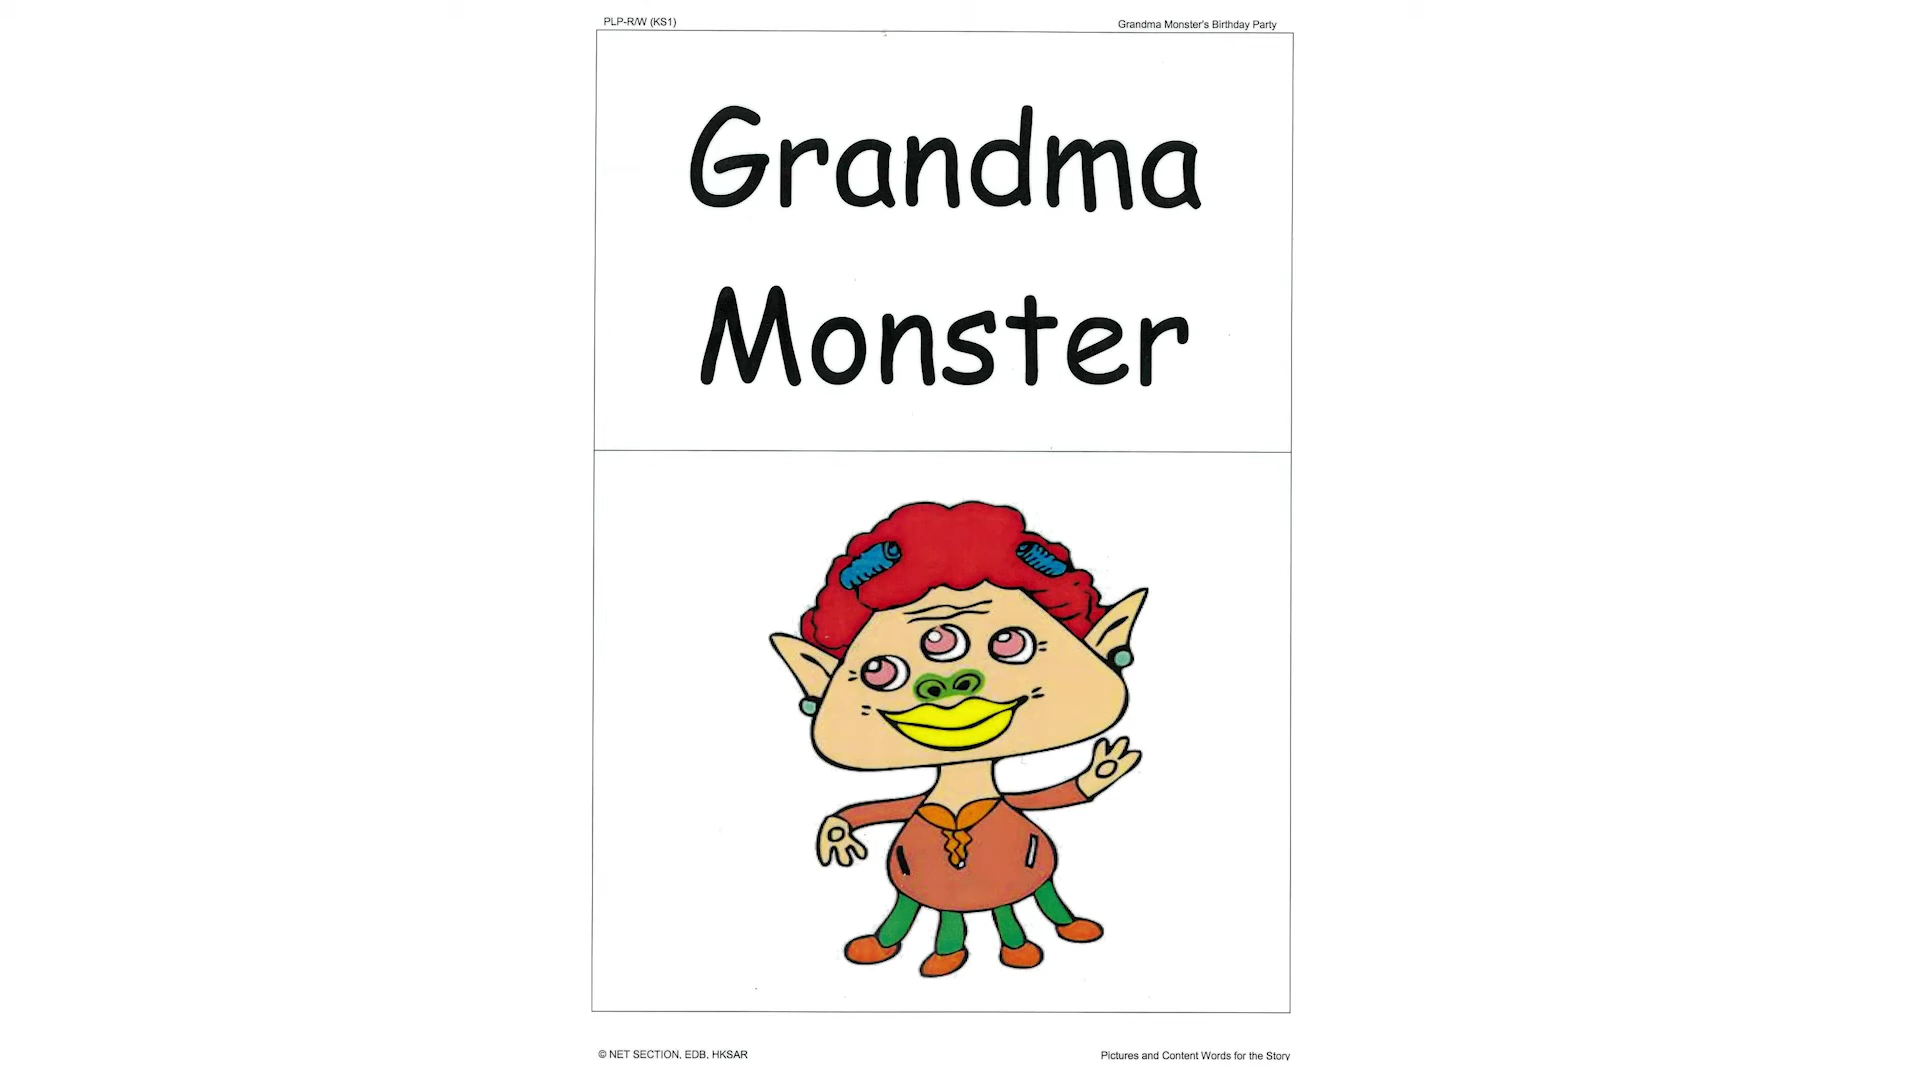 PLP-R/W (KS1)
Grandma Monster's Birthday Party
Grandma
Monster
© NET SECTION, EDB, HKSAR
Pictures and Content Words for the Story